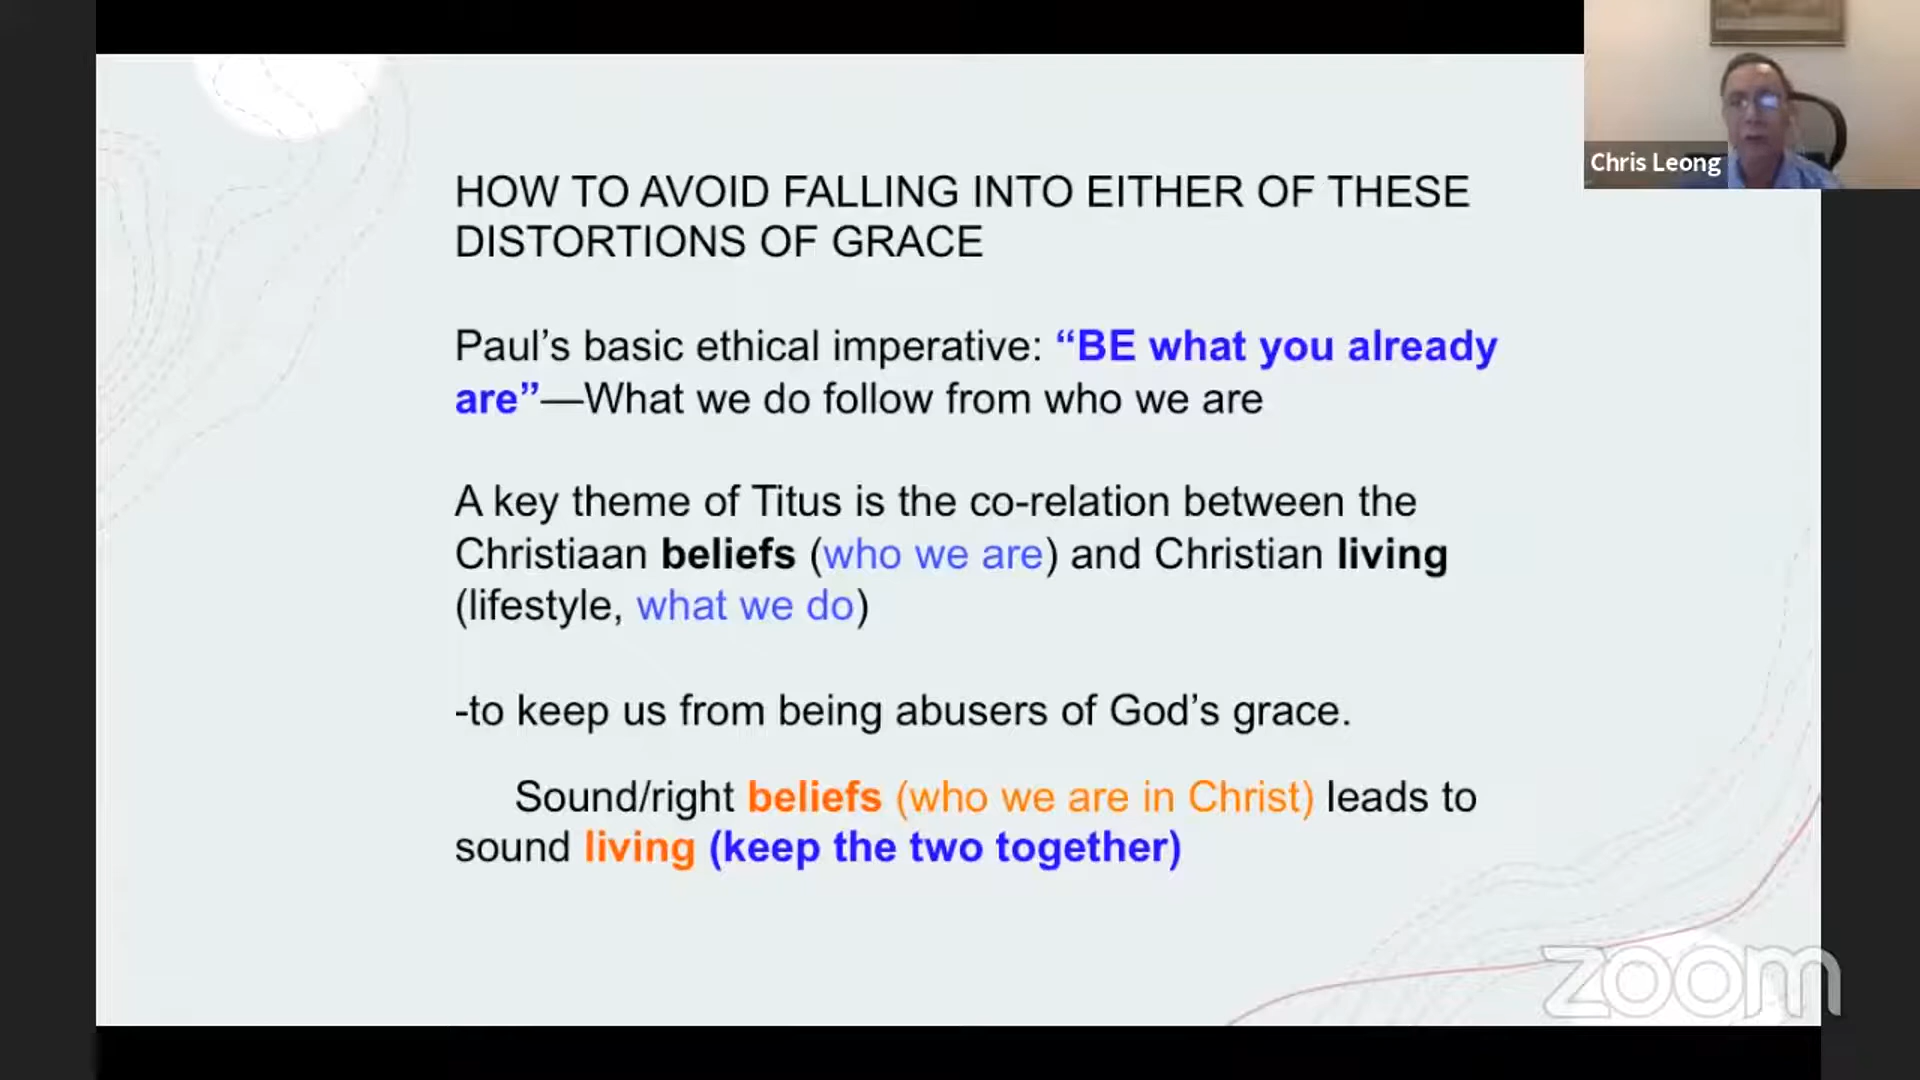 Chris Leong
HOW TO AVOID FALLING INTO EITHER OF THESE
DISTORTIONS OF GRACE
Paul’s basic ethical imperative: “BE what you already
are”—What we do follow from who we are
A key theme of Titus is the co-relation between the
Christiaan beliefs (who we are) and Christian living
(lifestyle, what we do)
-to keep us from being abusers of God’s grace.
Sound/right beliefs (who we are in Christ) leads to
sound living (keep the two together)
zoom